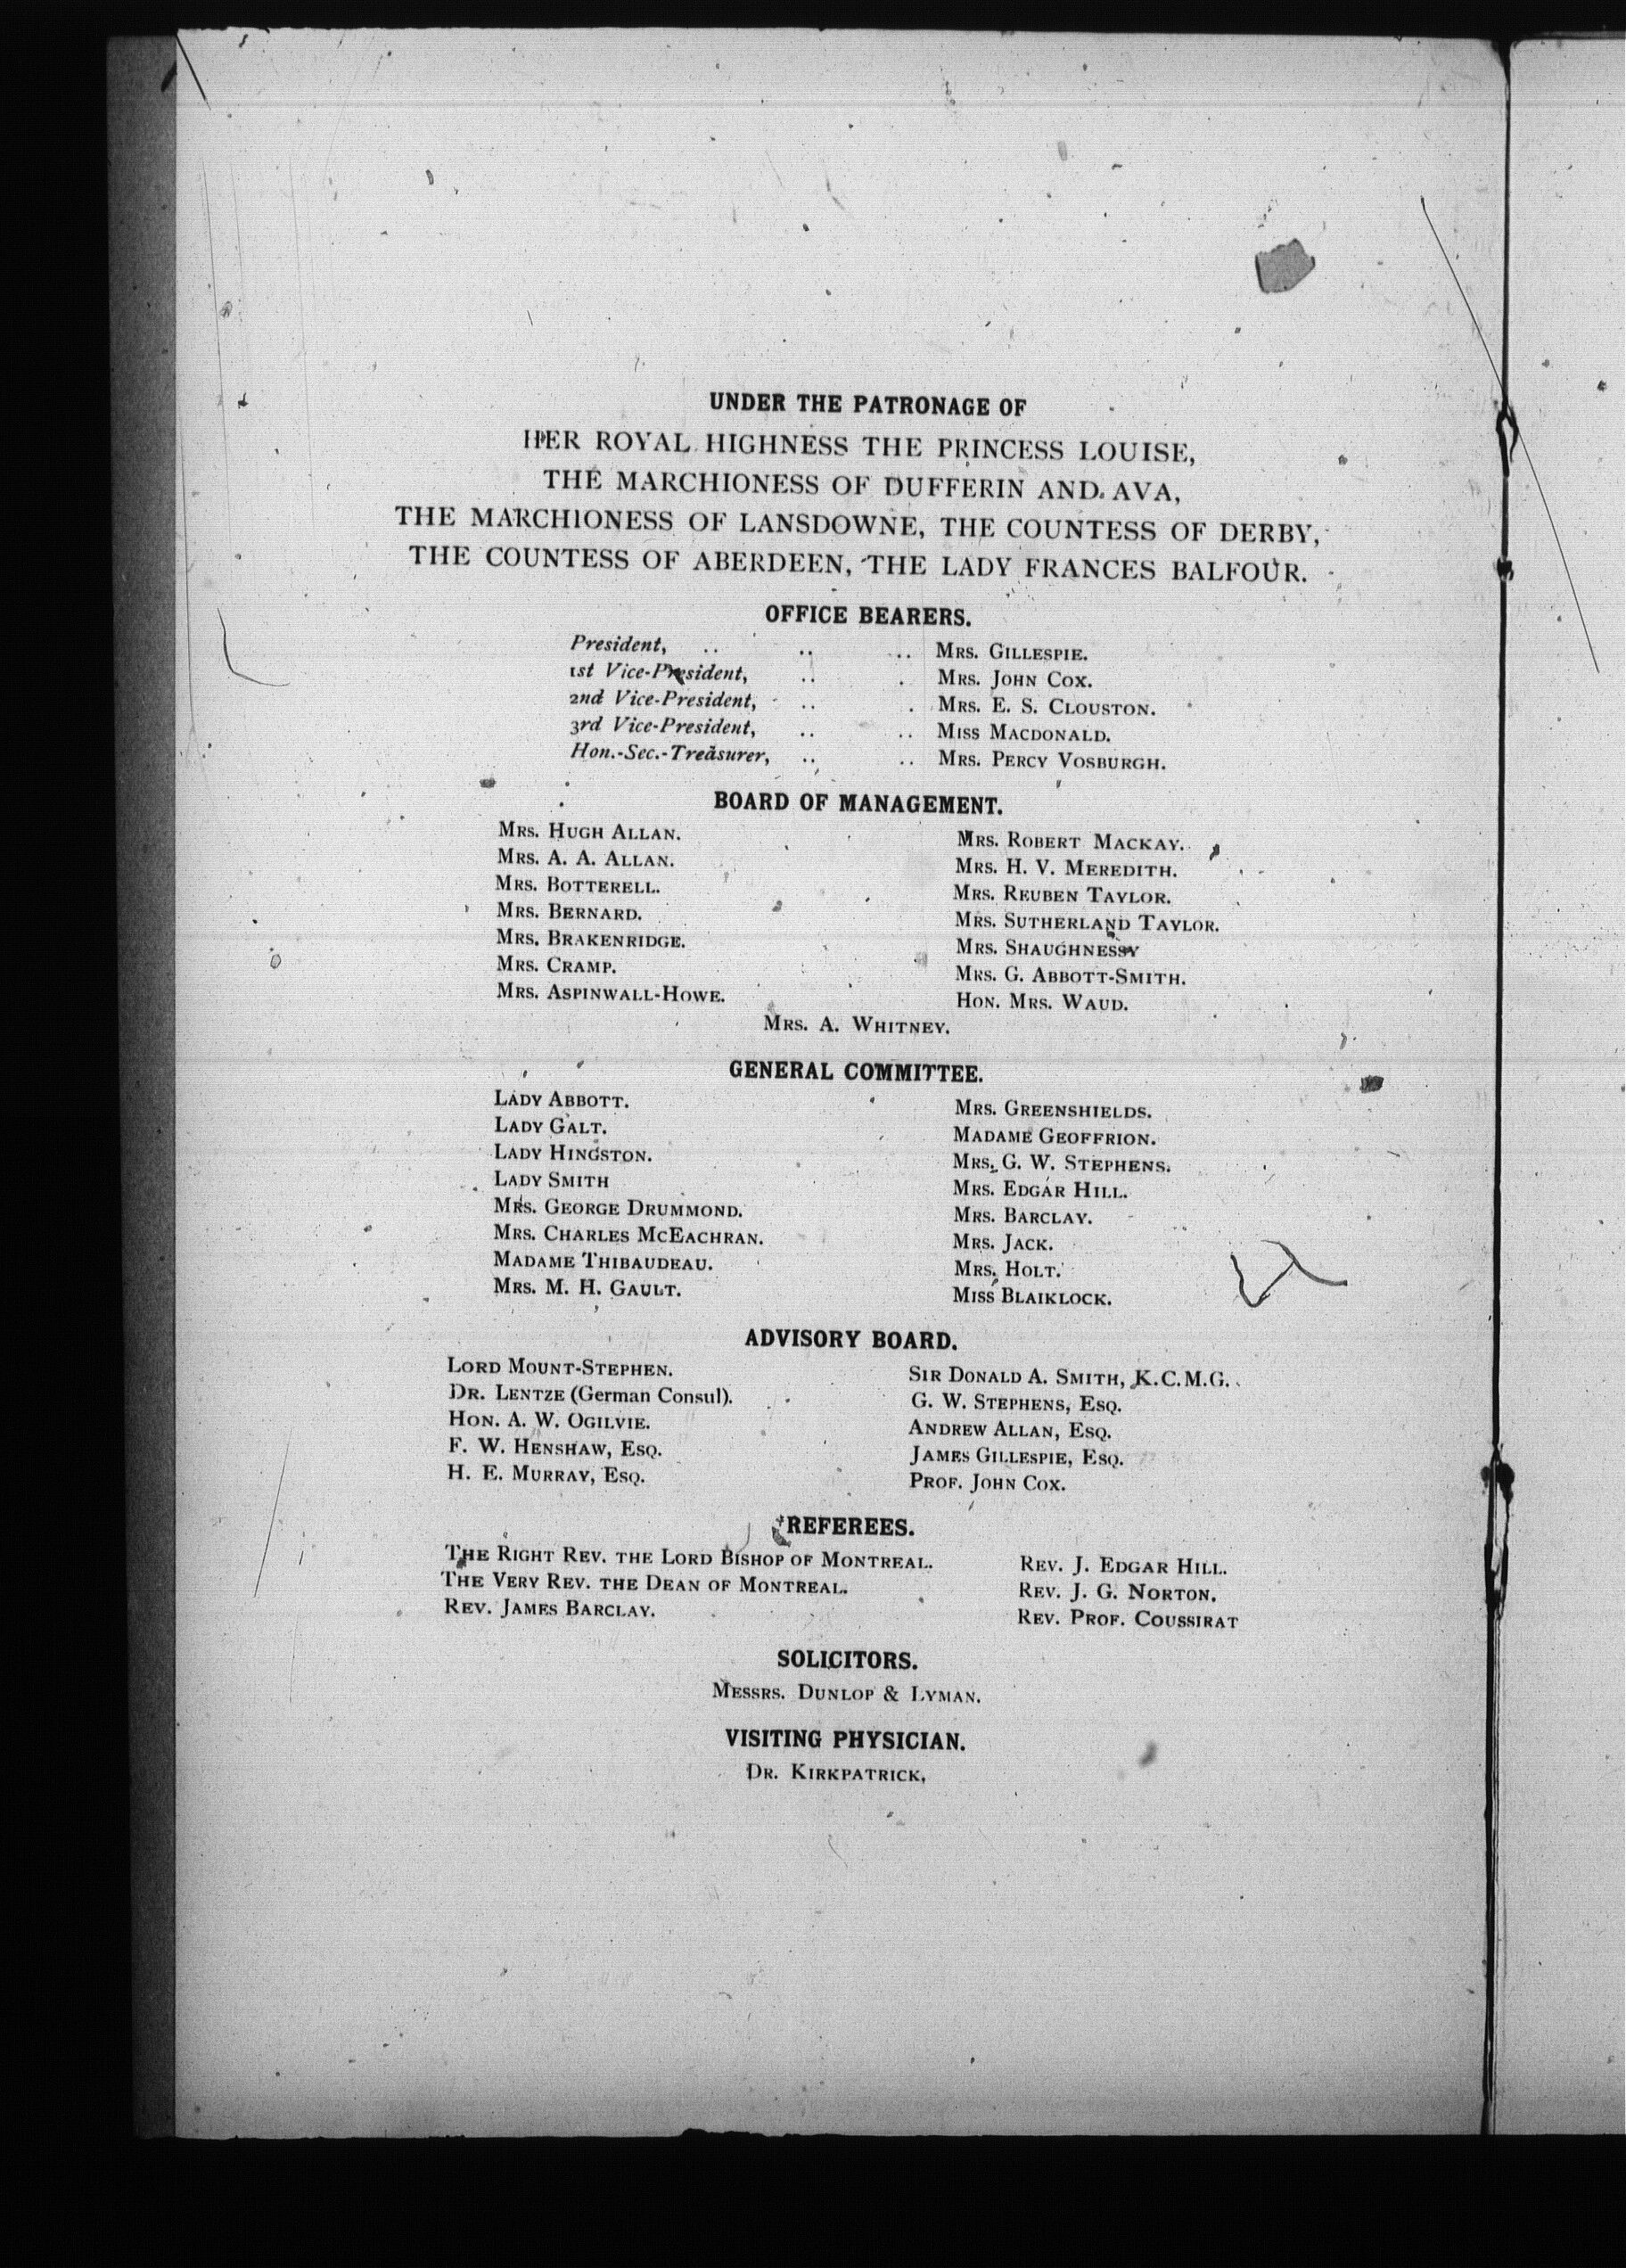 UNDER THE PATRONAGE OF
HER ROYAL HIGHNESS THE PRINCESS LOUISE,
THE MARCHIONESS OF DUFFERIN AND AVA,
THE MARCHIONESS OF LANSDOWNE, THE COUNTESS OF DERBY,
THE COUNTESS OF ABERDEEN, THE LADY FRANCES BALFOUR.
OFFICE BEARERS.
President, .. .. .. MRS. GILLESPIE.
1st Vice-President, .. . MRS. JOHN COX.
2nd Vice-President, .. . MRS. E. S. CLOUSTON.
3rd Vice-President, .. .. MISS MACDONALD.
Hon.-Sec.-Treasurer, .. .. MRS. PERCY VOSBURGH.
BOARD OF MANAGEMENT.
MRS. HUGH ALLAN. MRS. ROBERT MACKAY.
MRS. A. A. ALLAN. MRS. H. V. MEREDITH.
MRS. BOTTERELL. MRS. REUBEN TAYLOR.
MRS. BERNARD. MRS. SUTHERLAND TAYLOR.
MRS. BRAKENRIDGE. MRS. SHAUGHNESSY
MRS. CRAMP. MRS. G. ABBOTT-SMITH.
MRS. ASPINWALL-HOWE. HON. MRS. WAUD.
MRS. A. WHITNEY.
GENERAL COMMITTEE.
LADY ABBOTT. MRS. GREENSHIELDS.
LADY GALT. MADAME GEOFFRION.
LADY HINGSTON. MRS. G. W. STEPHENS.
LADY SMITH MRS. EDGAR HILL.
MRS. GEORGE DRUMMOND. MRS. BARCLAY.
MRS. CHARLES MCEACHRAN. MRS. JACK.
MADAME THIBAUDEAU. MRS. HOLT.
MRS. M. H. GAULT. MISS BLAIKLOCK.
ADVISORY BOARD.
LORD MOUNT-STEPHEN. SIR DONALD A. SMITH, K.C.M.G.
DR. LENTZE (German Consul). G. W. STEPHENS, ESQ.
HON. A. W. OGILVIE. ANDREW ALLAN, ESQ.
F. W. HENSHAW, ESQ. JAMES GILLESPIE, ESQ.
H. E. MURRAY, ESQ. PROF. JOHN COX.
REFEREES.
THE RIGHT REV. THE LORD BISHOP OF MONTREAL. REV. J. EDGAR HILL.
THE VERY REV. THE DEAN OF MONTREAL. REV. J. G. NORTON.
REV. JAMES BARCLAY. REV. PROF. COUSSIRAT
SOLICITORS.
MESSRS. DUNLOP & LYMAN.
VISITING PHYSICIAN.
DR. KIRKPATRICK,